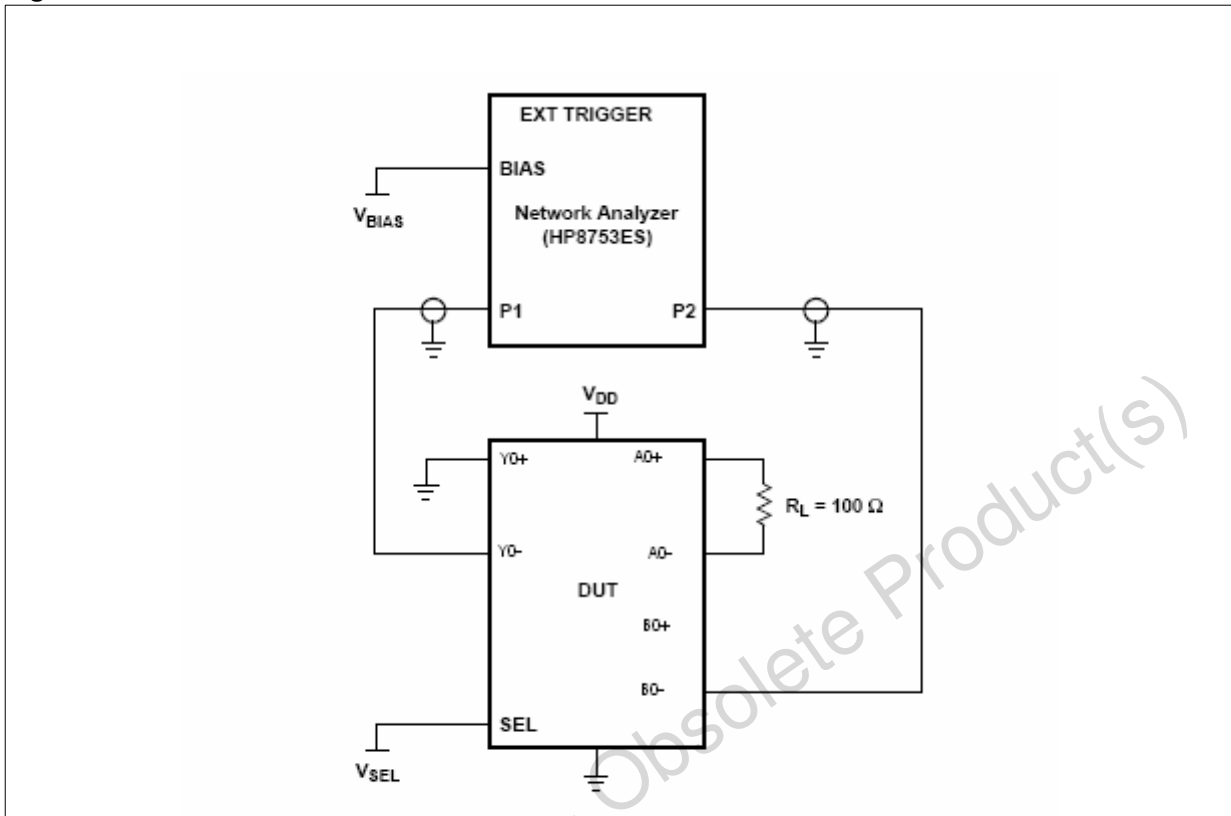 EXT TRIGGER
BIAS
VBIAS
Network Analyzer
(HP8753ES)
P1
P2
VDD
Y0+
A0+
RL = 100 Ω
Y0-
A0-
DUT
B0+
B0-
SEL
VSEL
Obsolete Product(s)